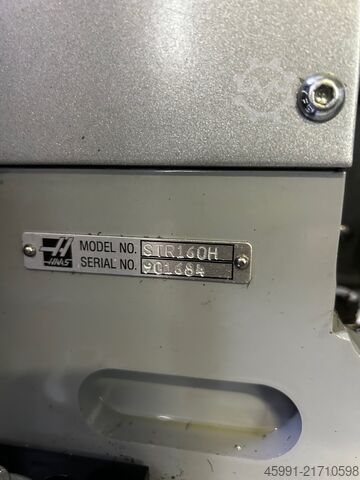 HAAS
MODEL NO. STR160H
SERIAL NO. 901684
45991-21710598